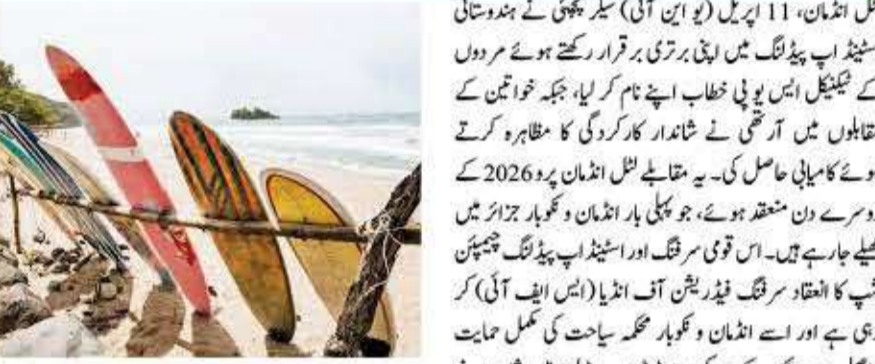 لٹل انڈمان، 11 اپریل (یو این آئی) سیکر پچئی نے ہندوستانی
سٹینڈ اپ پیڈلنگ میں اپنی برتری برقرار رکھتے ہوئے مردوں
کے ٹیکنیکل ایس یو پی خطاب اپنے نام کر لیا، جبکہ خواتین کے
مقابلوں میں آرتھی نے شاندار کارکردگی کا مظاہرہ کرتے
ہوئے کامیابی حاصل کی۔ یہ مقابلے لٹل انڈمان پرو 2026 کے
دوسرے دن منعقد ہوئے، جو پہلی بار انڈمان و نکوبار جزائر میں
کھیلے جارہے ہیں۔ اس قومی سرفنگ اور اسٹینڈ اپ پیڈلنگ چیمپئن
شپ کا انعقاد سرفنگ فیڈریشن آف انڈیا (ایس ایف آئی) کر
رہی ہے اور اسے انڈمان و نکوبار محکمہ سیاحت کی مکمل حمایت